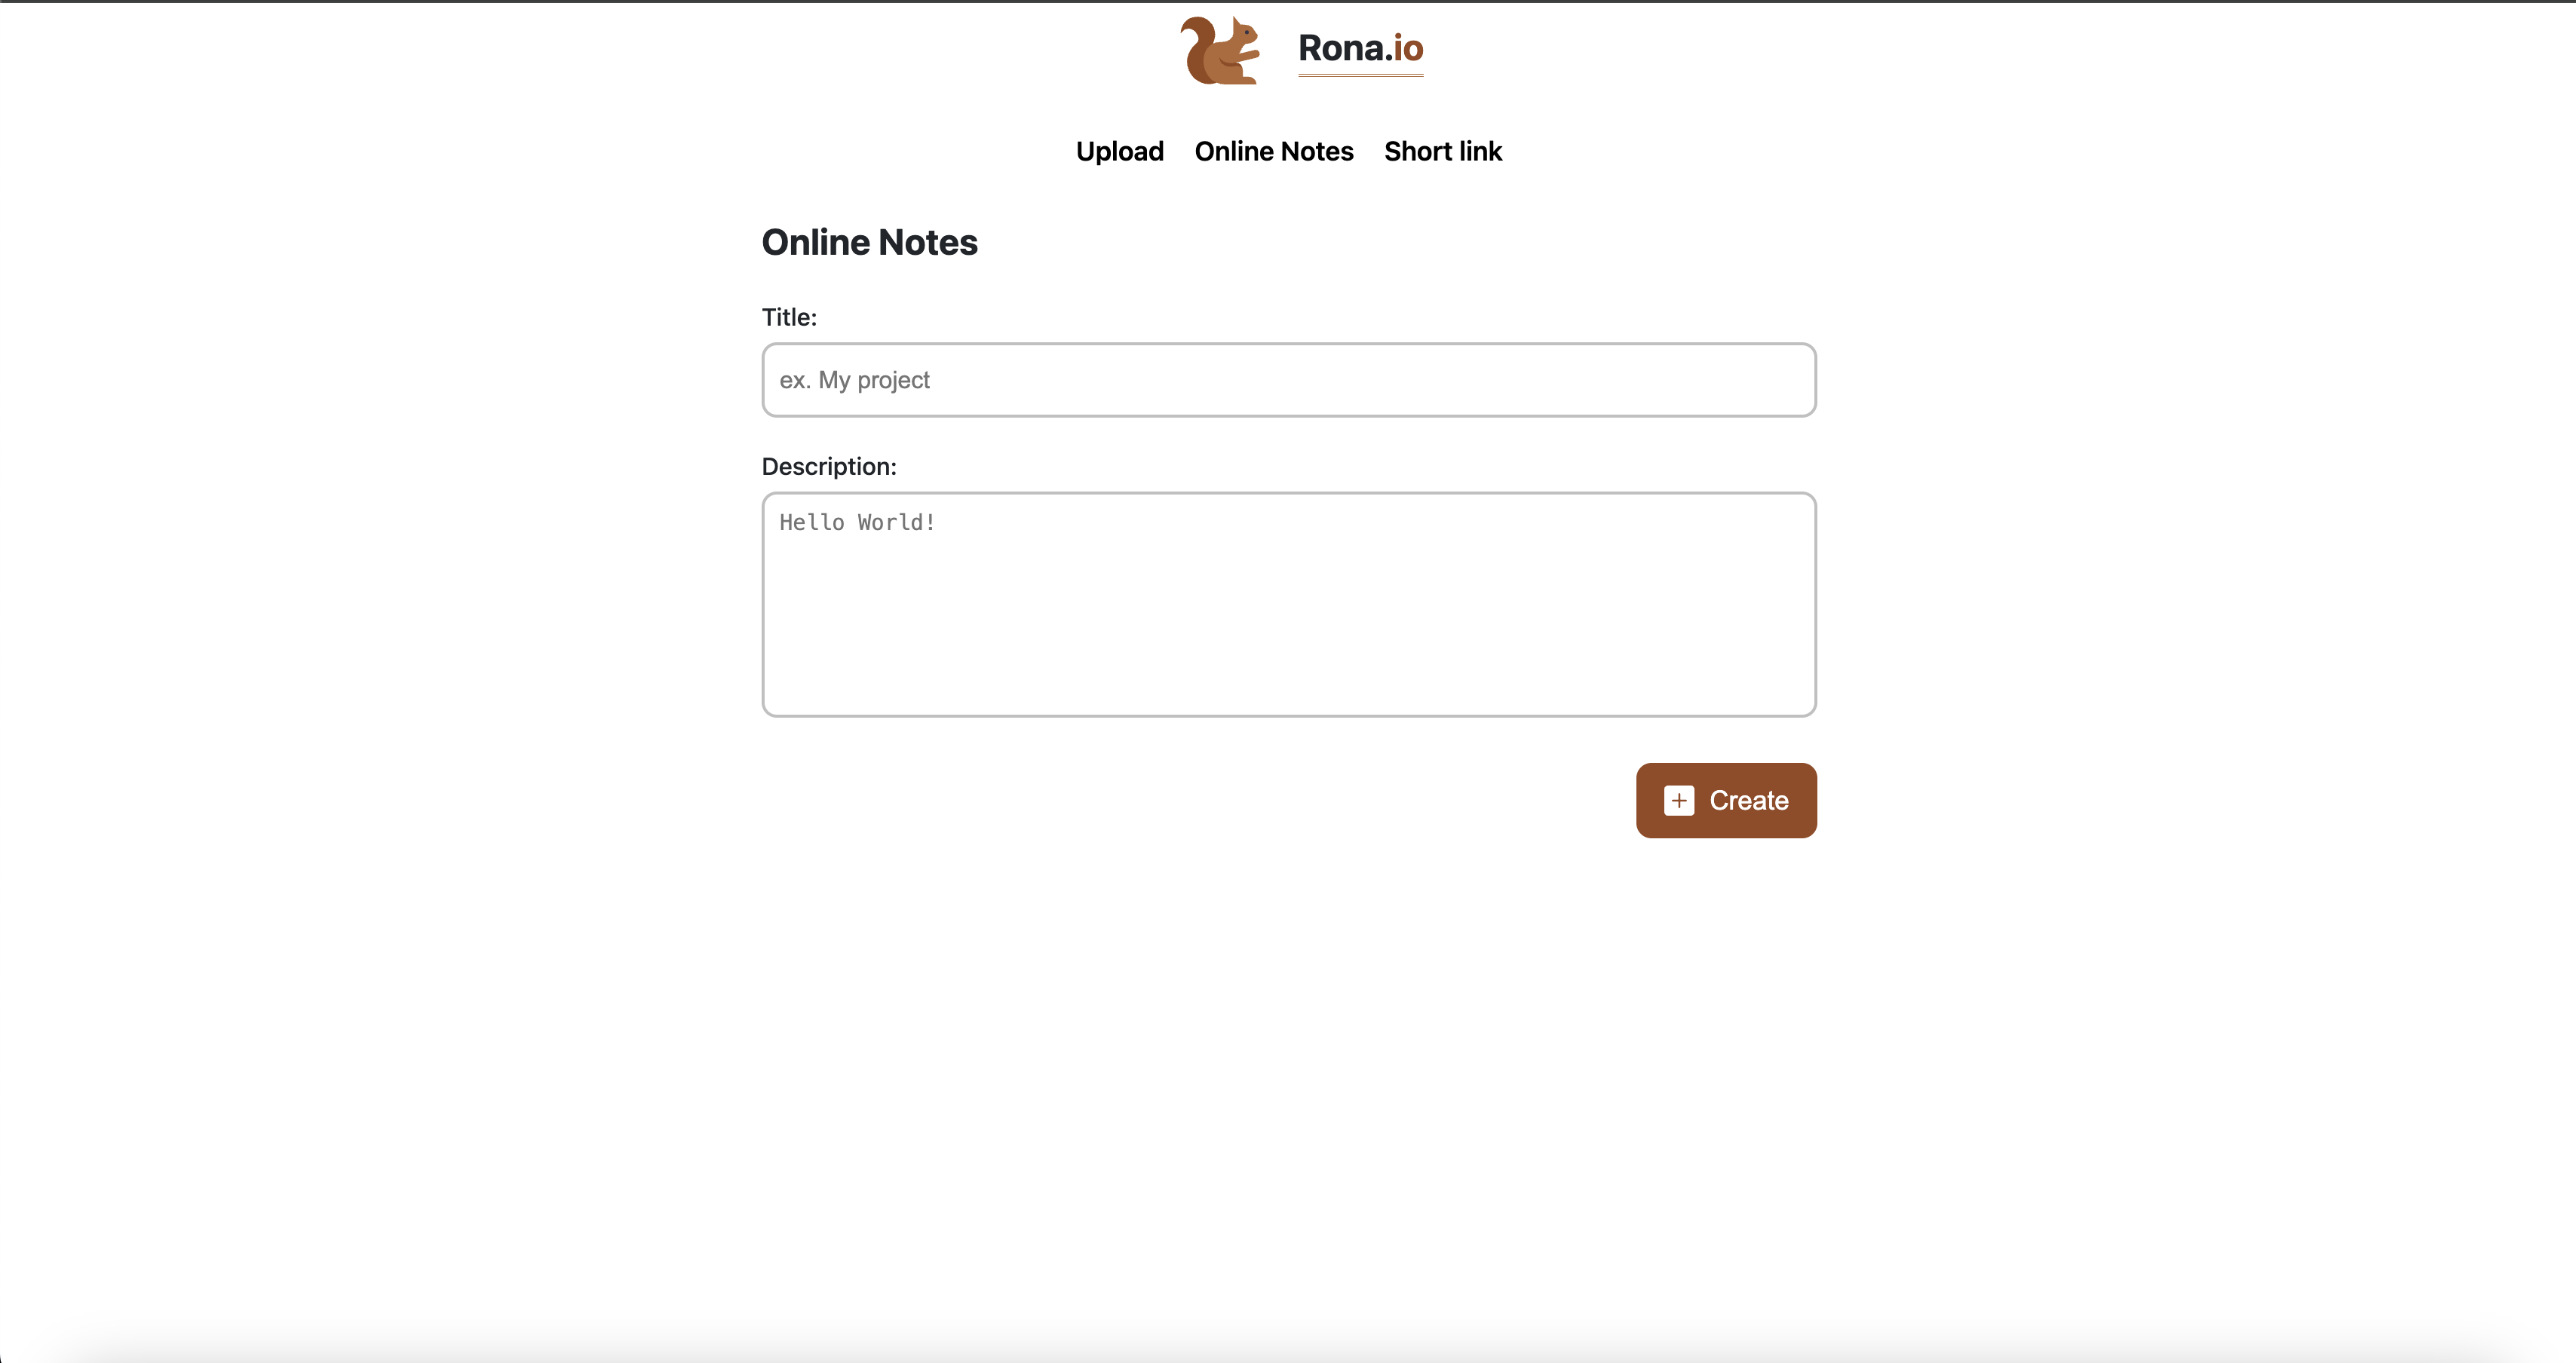 Rona.io
Upload Online Notes Short link
Online Notes
Title:
ex. My project
Description:
Hello World!
Create